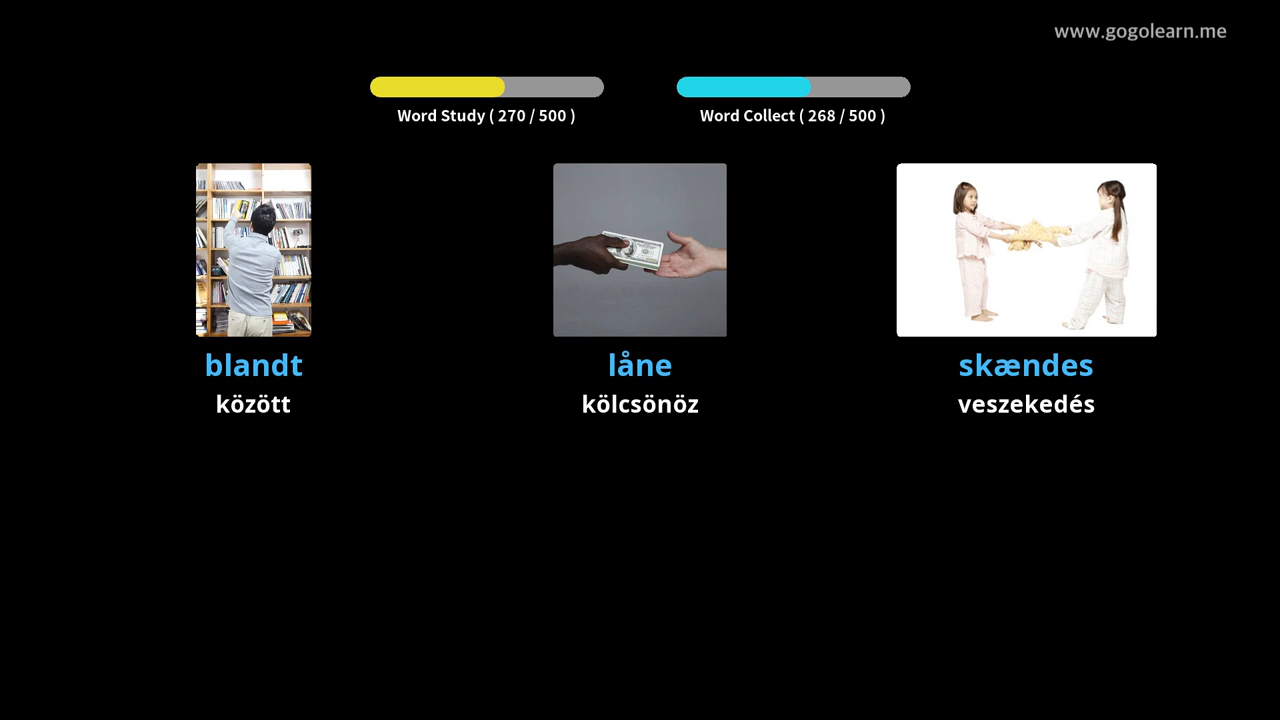 www.gogolearn.me
Word Study ( 270 / 500 )
Word Collect ( 268 / 500 )
blandt
låne
skændes
között
kölcsönöz
veszekedés